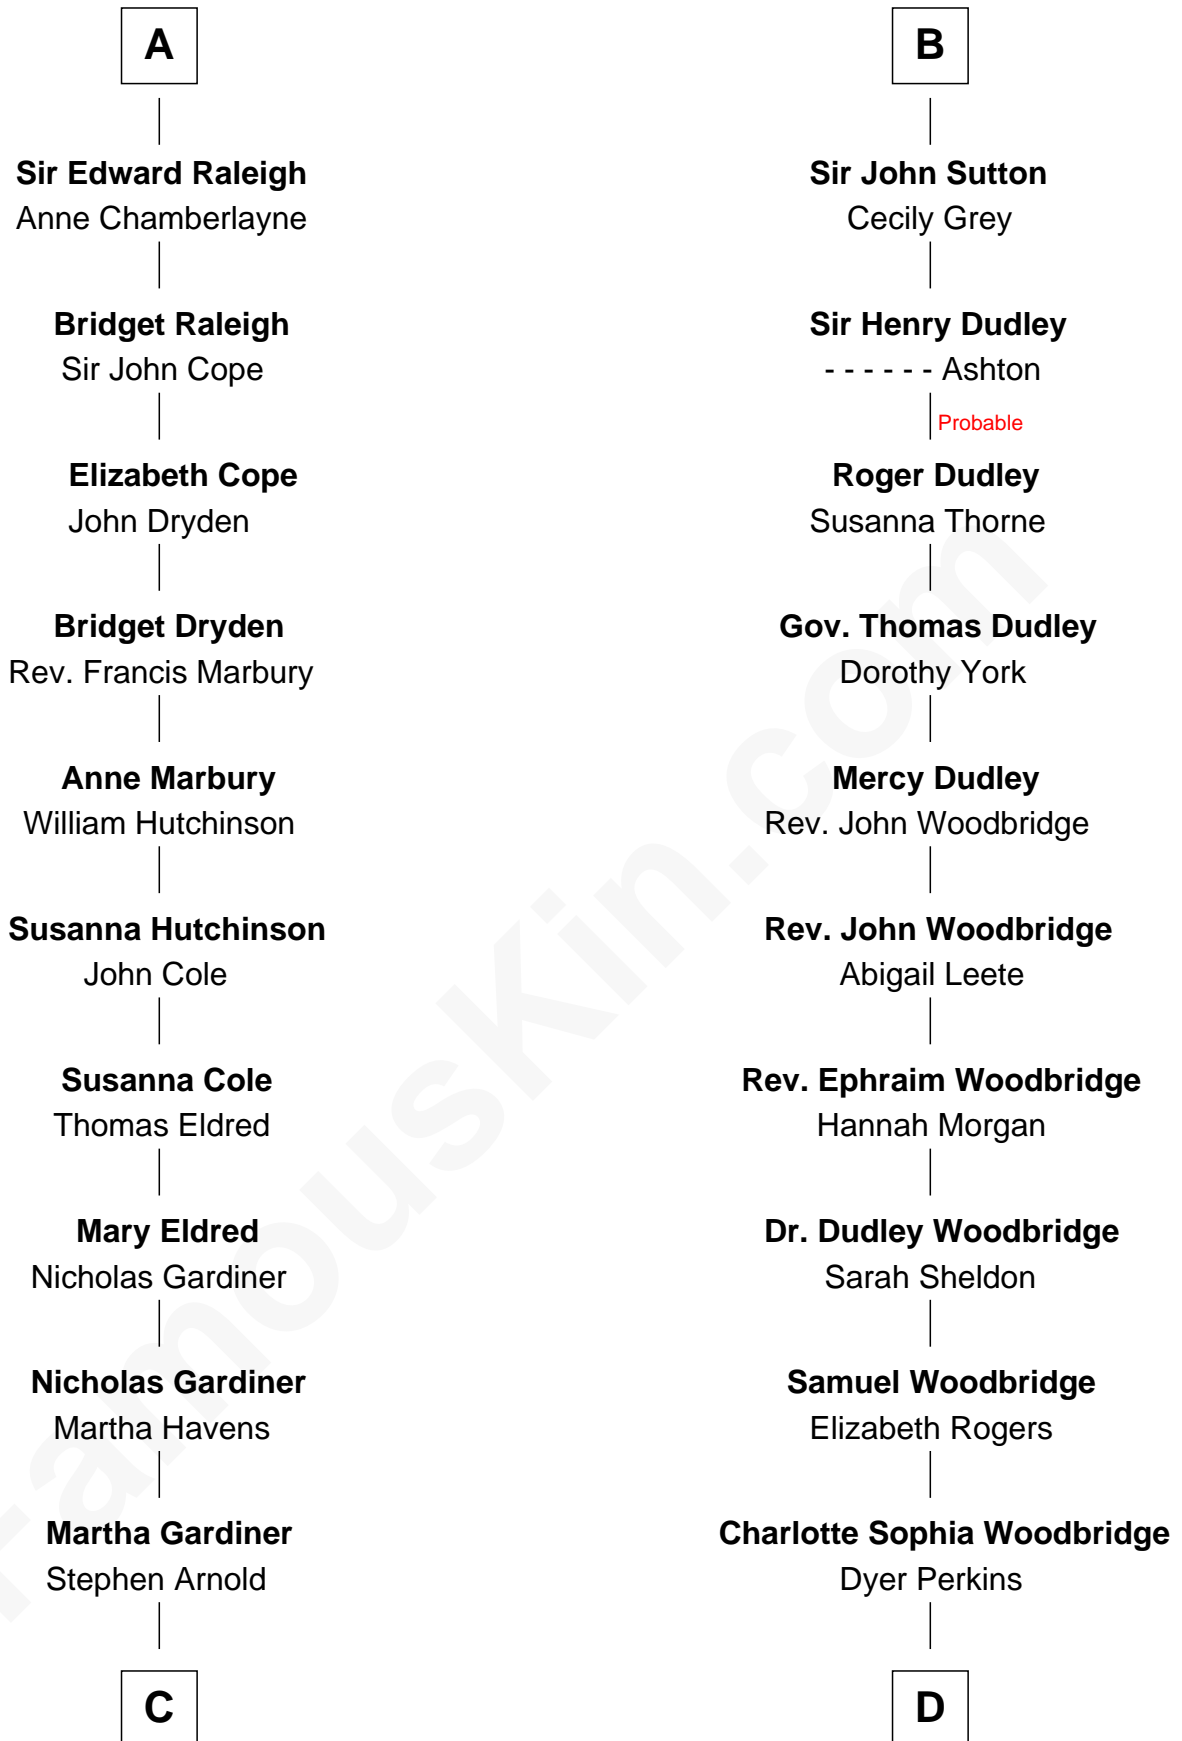 A
Sir Edward Raleigh
Anne Chamberlayne
Bridget Raleigh
Sir John Cope
Elizabeth Cope
John Dryden
Bridget Dryden
Rev. Francis Marbury
Anne Marbury
William Hutchinson
Susanna Hutchinson
John Cole
Susanna Cole
Thomas Eldred
Mary Eldred
Nicholas Gardiner
Nicholas Gardiner
Martha Havens
Martha Gardiner
Stephen Arnold
C
B
Sir John Sutton
Cecily Grey
Sir Henry Dudley
- - - - - - Ashton
Probable
Roger Dudley
Susanna Thorne
Gov. Thomas Dudley
Dorothy York
Mercy Dudley
Rev. John Woodbridge
Rev. John Woodbridge
Abigail Leete
Rev. Ephraim Woodbridge
Hannah Morgan
Dr. Dudley Woodbridge
Sarah Sheldon
Samuel Woodbridge
Elizabeth Rogers
Charlotte Sophia Woodbridge
Dyer Perkins
D
FamousKin.com